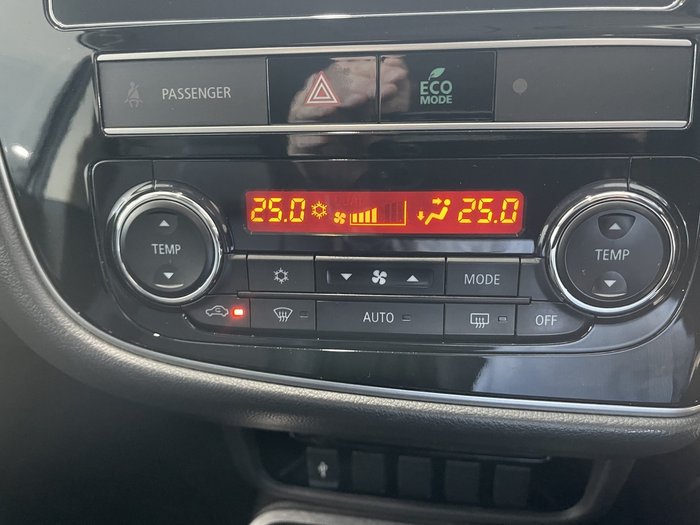 PASSENGER
ECO
MODE
25.0 25.0
TEMP
TEMP
MODE
AUTO
OFF